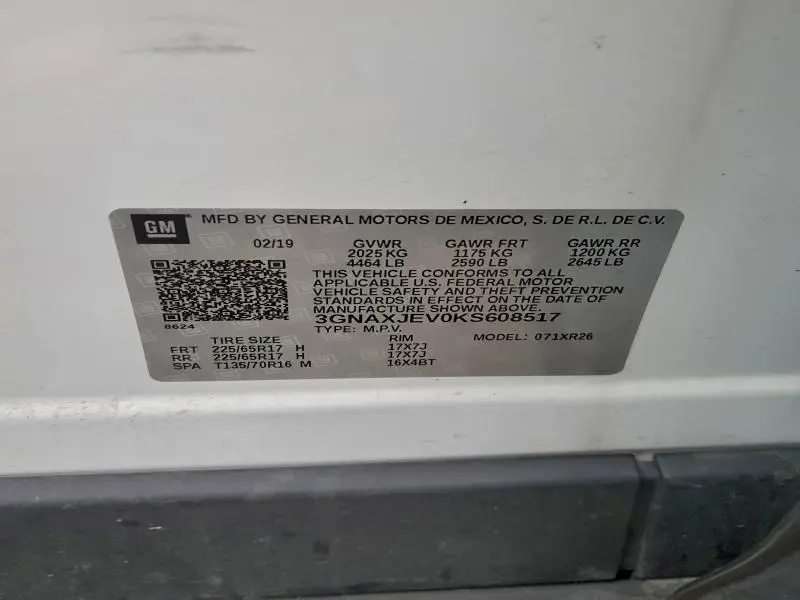 GM MFD BY GENERAL MOTORS DE MEXICO, S. DE R.L. DE C.V.
02/19 GVWR GAWR FRT GAWR RR
2025 KG 1175 KG 1200 KG
4464 LB 2590 LB 2645 LB
THIS VEHICLE CONFORMS TO ALL
APPLICABLE U.S. FEDERAL MOTOR
VEHICLE SAFETY AND THEFT PREVENTION
STANDARDS IN EFFECT ON THE DATE OF
MANUFACTURE SHOWN ABOVE.
3GNAXJEV0KS608517
8624
TYPE: M.P.V. MODEL: 071XR26
TIRE SIZE RIM
FRT 225/65R17 H 17X7J
RR 225/65R17 H 17X7J
SPA T135/70R16 M 16X4BT